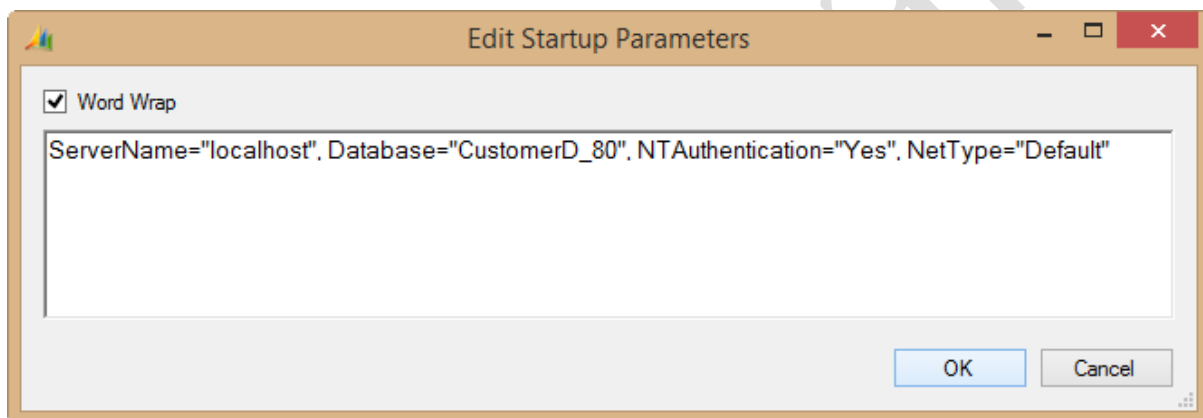 Edit Startup Parameters
Word Wrap
ServerName="localhost", Database="CustomerD_80", NTAuthentication="Yes", NetType="Default"
OK
Cancel